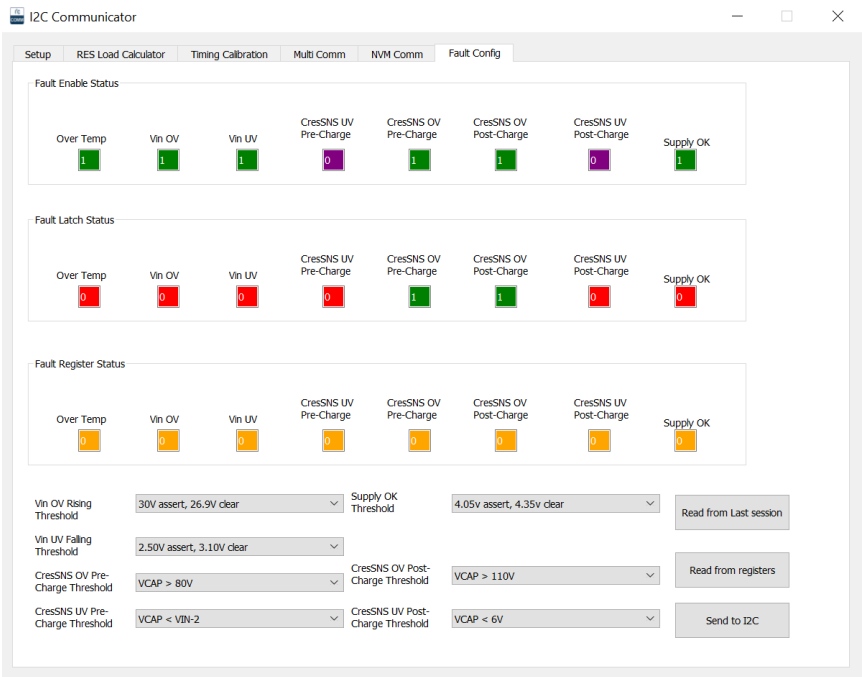 I2C Communicator
Setup RES Load Calculator Timing Calibration Multi Comm NVM Comm Fault Config
Fault Enable Status
Over Temp Vin OV Vin UV CresSNS UV Pre-Charge CresSNS OV Pre-Charge CresSNS OV Post-Charge CresSNS UV Post-Charge Supply OK
1 1 1 0 1 1 0 1
Fault Latch Status
Over Temp Vin OV Vin UV CresSNS UV Pre-Charge CresSNS OV Pre-Charge CresSNS OV Post-Charge CresSNS UV Post-Charge Supply OK
0 0 0 0 1 1 0 0
Fault Register Status
Over Temp Vin OV Vin UV CresSNS UV Pre-Charge CresSNS OV Pre-Charge CresSNS OV Post-Charge CresSNS UV Post-Charge Supply OK
0 0 0 0 0 0 0 0
Vin OV Rising
Threshold
30V assert, 26.9V clear
Supply OK
Threshold
4.05v assert, 4.35v clear
Read from Last session
Vin UV Falling
Threshold
2.50V assert, 3.10V clear
CresSNS OV Pre-
Charge Threshold
VCAP > 80V
CresSNS OV Post-
Charge Threshold
VCAP > 110V
Read from registers
CresSNS UV Pre-
Charge Threshold
VCAP < VIN-2
CresSNS UV Post-
Charge Threshold
VCAP < 6V
Send to I2C